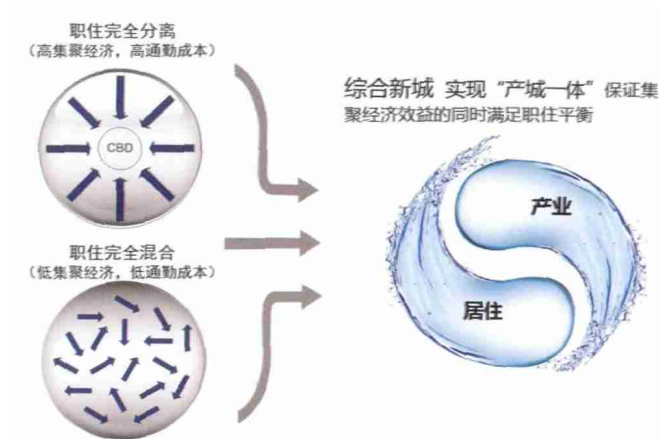 职住完全分离
（高集聚经济，高通勤成本）
CBD
职住完全混合
（低集聚经济，低通勤成本）
综合新城 实现“产城一体”保证集
聚经济效益的同时满足职住平衡
产业
居住